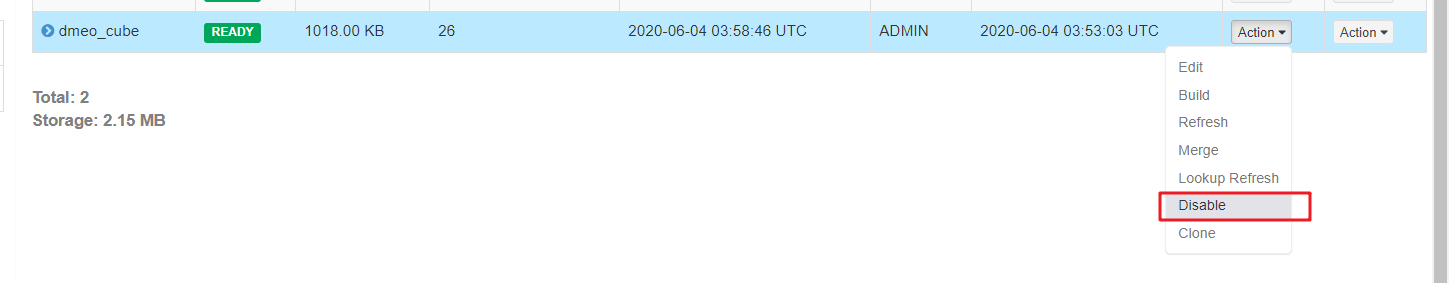 dmeo_cube READY 1018.00 KB 26 2020-06-04 03:58:46 UTC ADMIN 2020-06-04 03:53:03 UTC Action Action
Edit
Build
Refresh
Merge
Lookup Refresh
Disable
Clone
Total: 2
Storage: 2.15 MB